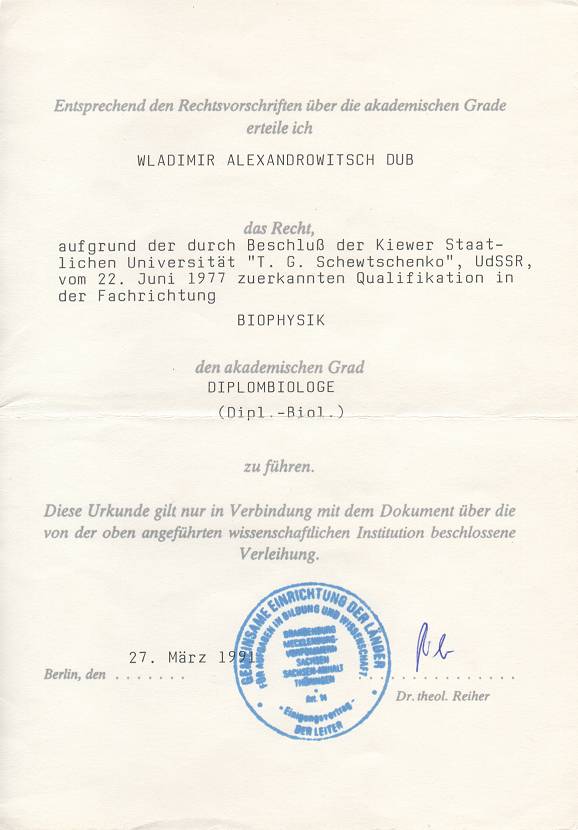 Entsprechend den Rechtsvorschriften über die akademischen Grade
erteile ich
WLADIMIR ALEXANDROWITSCH DUB
das Recht,
aufgrund der durch Beschluß der Kiewer Staat-
lichen Universität "T. G. Schewtschenko", UdSSR,
vom 22. Juni 1977 zuerkannten Qualifikation in
der Fachrichtung
BIOPHYSIK
den akademischen Grad
DIPLOMBIOLOGE
(Dipl.-Biol.)
zu führen.
Diese Urkunde gilt nur in Verbindung mit dem Dokument über die
von der oben angeführten wissenschaftlichen Institution beschlossene
Verleihung.
27. März 1991
Berlin, den . . . . . . .
GEMEINSAME EINRICHTUNG DER LÄNDER
FÜR AUFGABEN IN BILDUNG UND WISSENSCHAFT
BRANDENBURG
MECKLENBURG-
VORPOMMERN
SACHSEN
SACHSEN-ANHALT
THÜRINGEN
Art. 14
-Einigungsvertrag-
DER LEITER
Dr. theol. Reiher